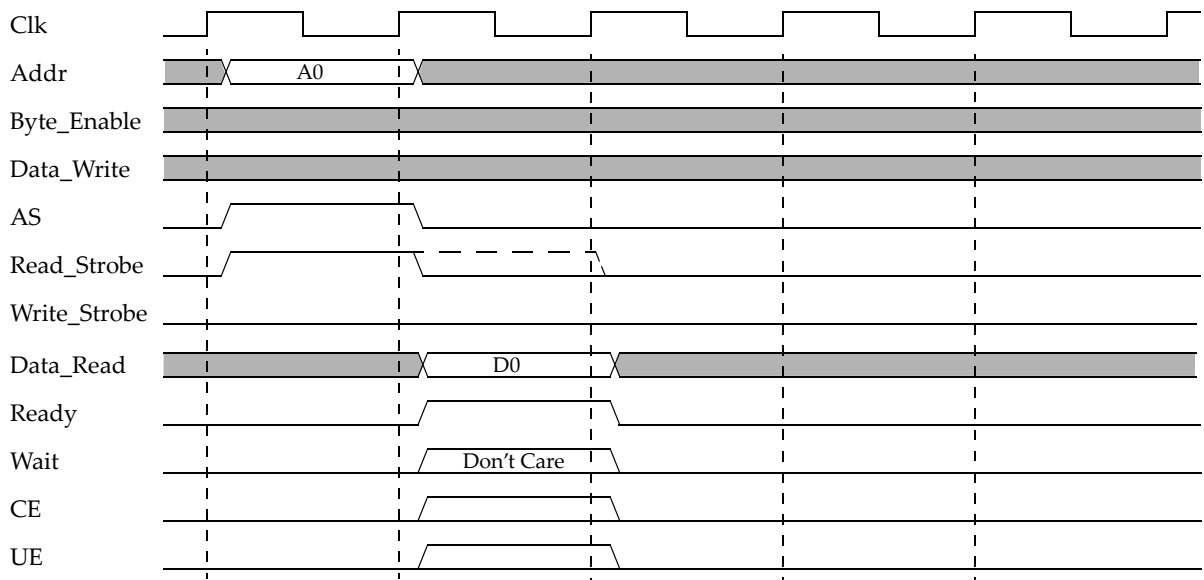 Clk
Addr A0
Byte_Enable
Data_Write
AS
Read_Strobe
Write_Strobe
Data_Read D0
Ready
Wait Don't Care
CE
UE